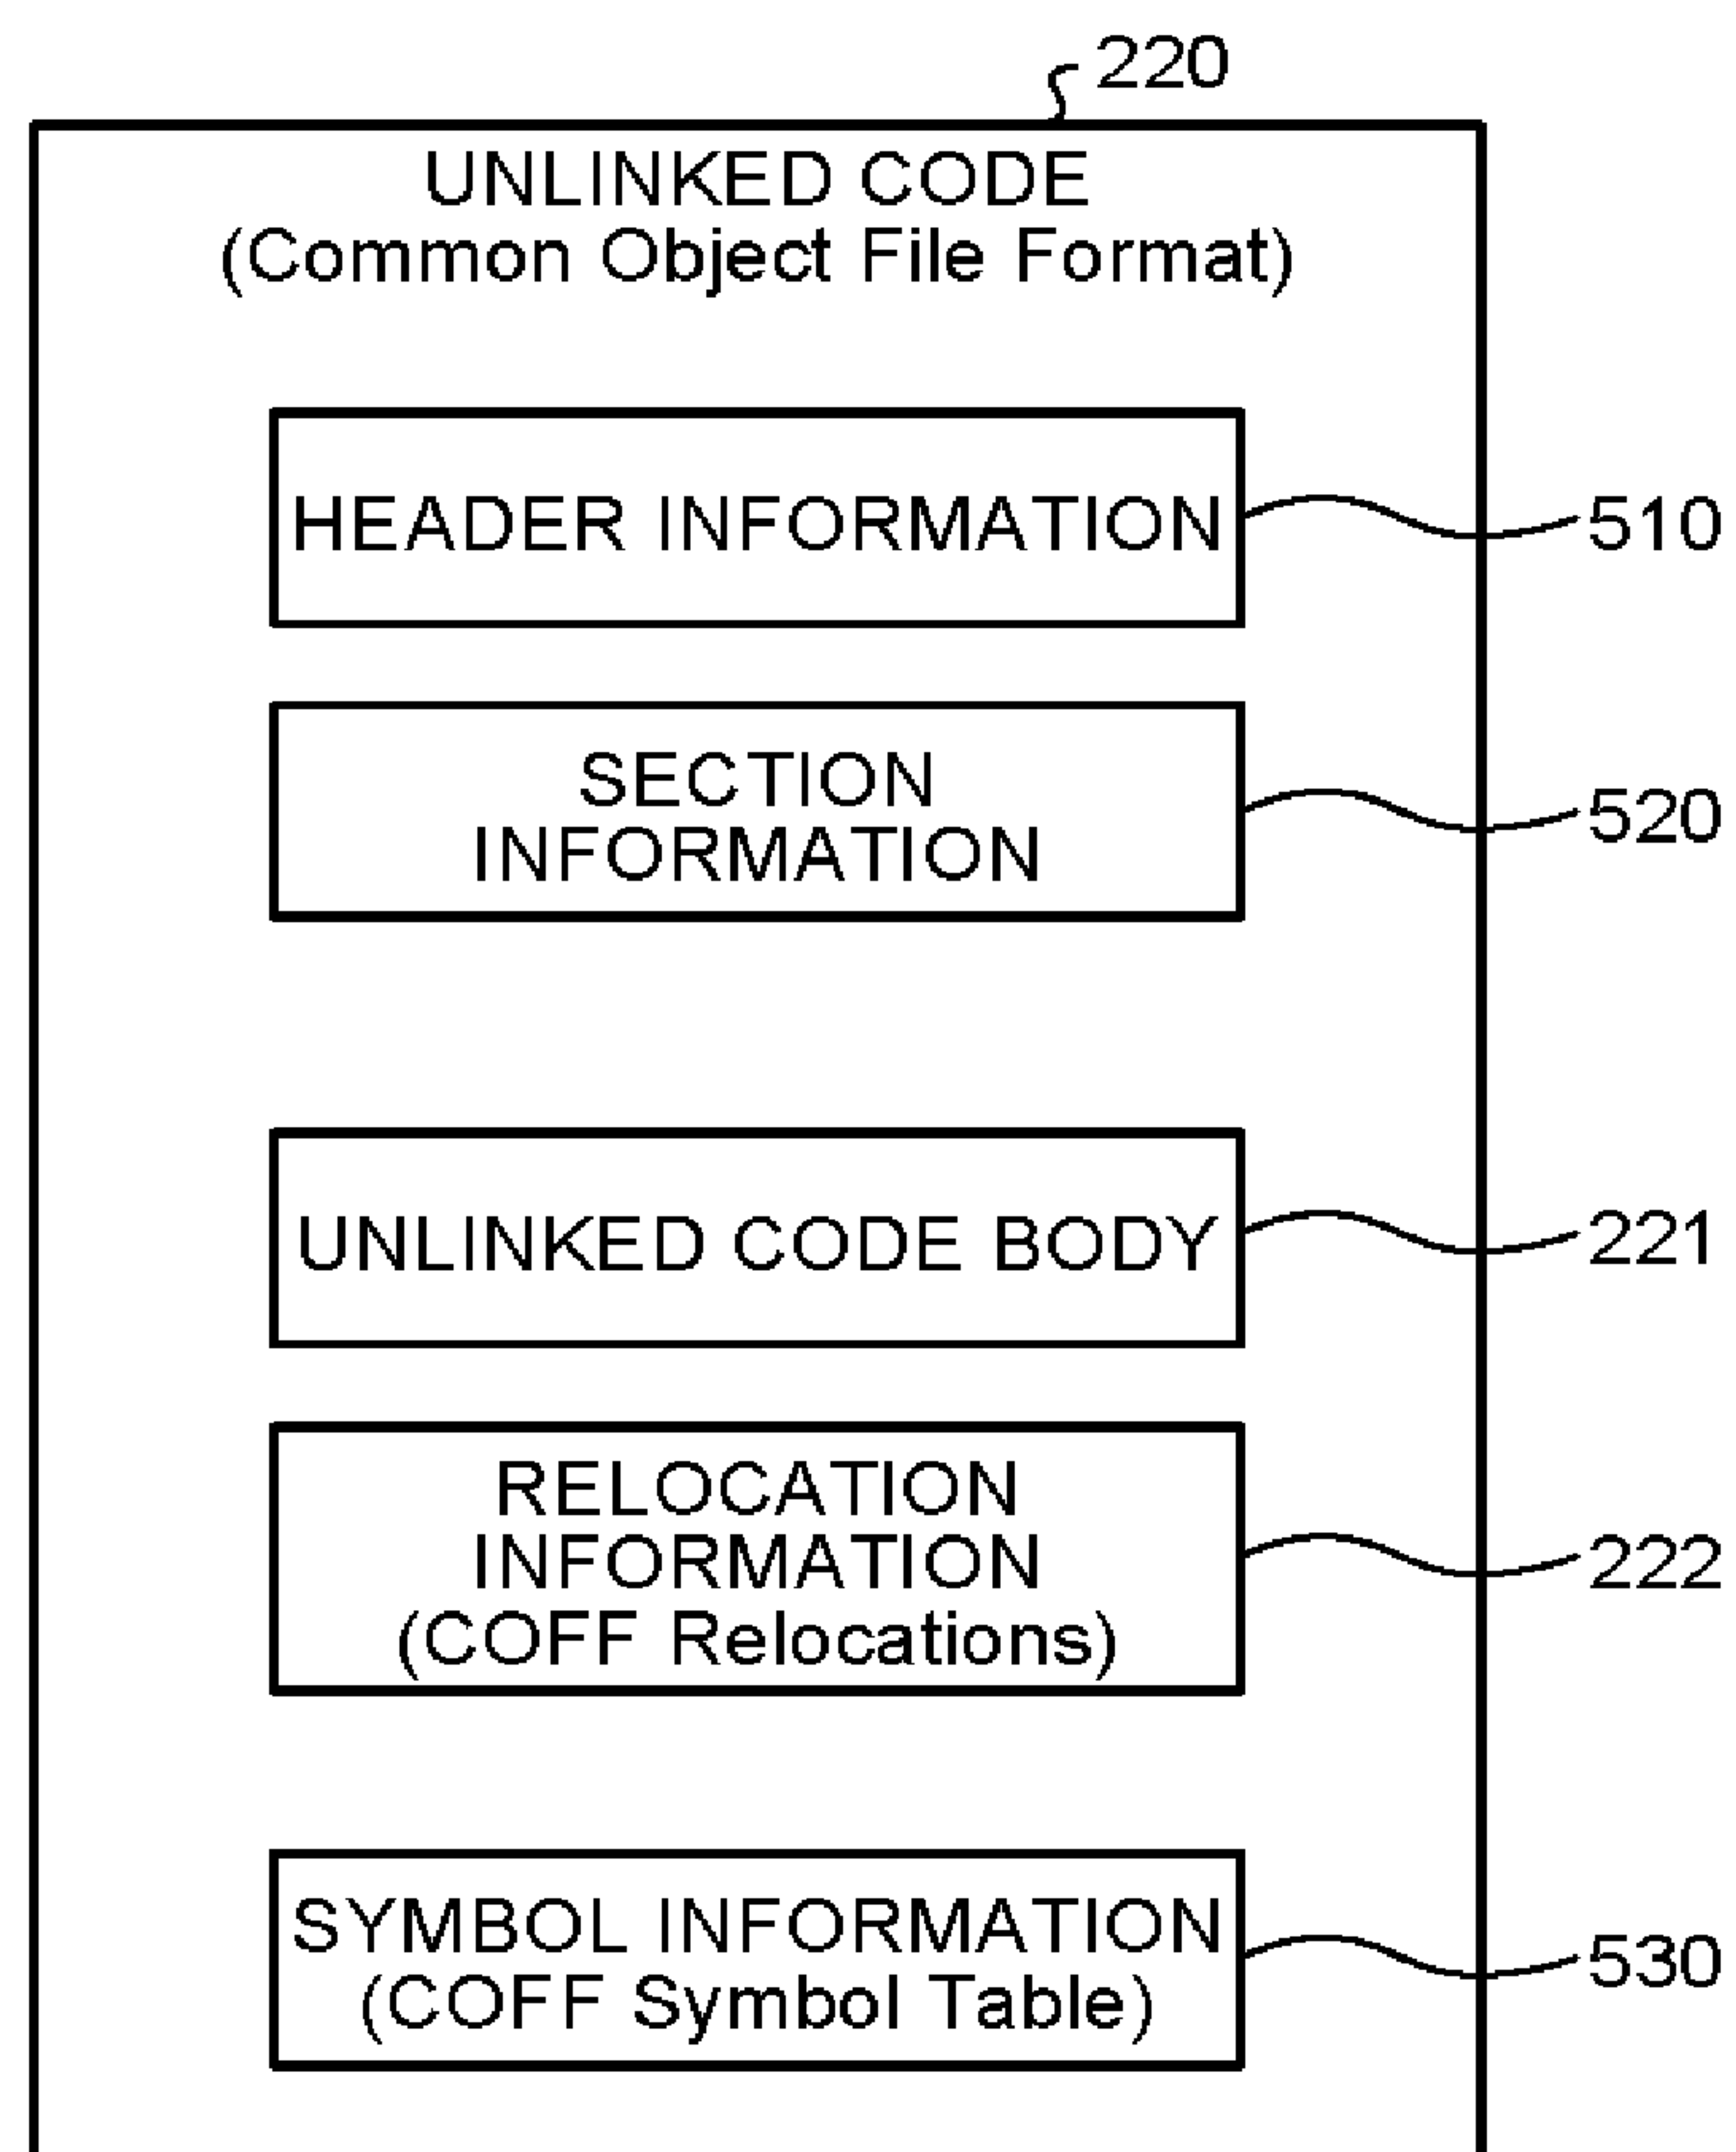 220
UNLINKED CODE
(Common Object File Format)
HEADER INFORMATION
510
SECTION
INFORMATION
520
UNLINKED CODE BODY
221
RELOCATION
INFORMATION
(COFF Relocations)
222
SYMBOL INFORMATION
(COFF Symbol Table)
530